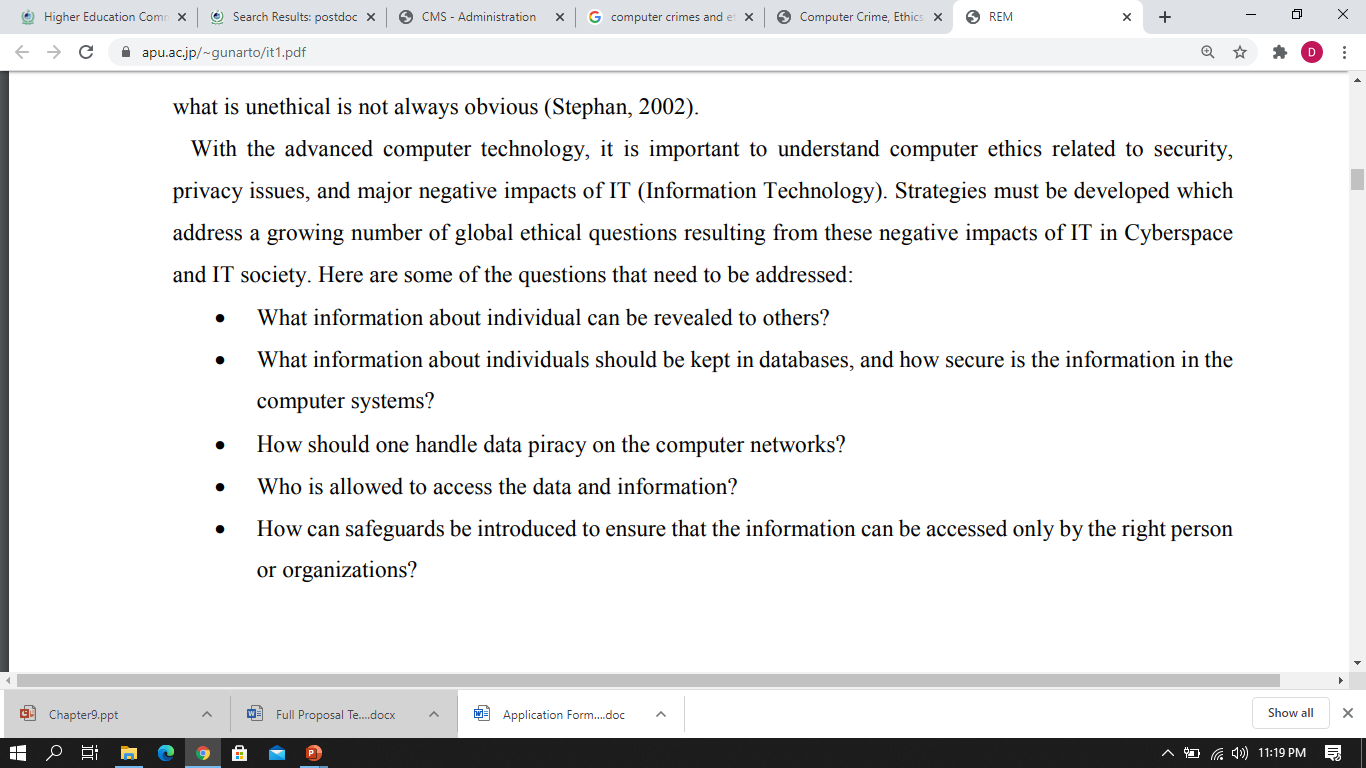 Higher Education Com
Search Results: postdoc
CMS - Administration
computer crimes and et
Computer Crime, Ethics
REM
apu.ac.jp/~gunarto/it1.pdf
D
what is unethical is not always obvious (Stephan, 2002).
With the advanced computer technology, it is important to understand computer ethics related to security,
privacy issues, and major negative impacts of IT (Information Technology). Strategies must be developed which
address a growing number of global ethical questions resulting from these negative impacts of IT in Cyberspace
and IT society. Here are some of the questions that need to be addressed:
• What information about individual can be revealed to others?
• What information about individuals should be kept in databases, and how secure is the information in the
computer systems?
• How should one handle data piracy on the computer networks?
• Who is allowed to access the data and information?
• How can safeguards be introduced to ensure that the information can be accessed only by the right person
or organizations?
Chapter9.ppt
Full Proposal Te....docx
Application Form....doc
Show all
11:19 PM